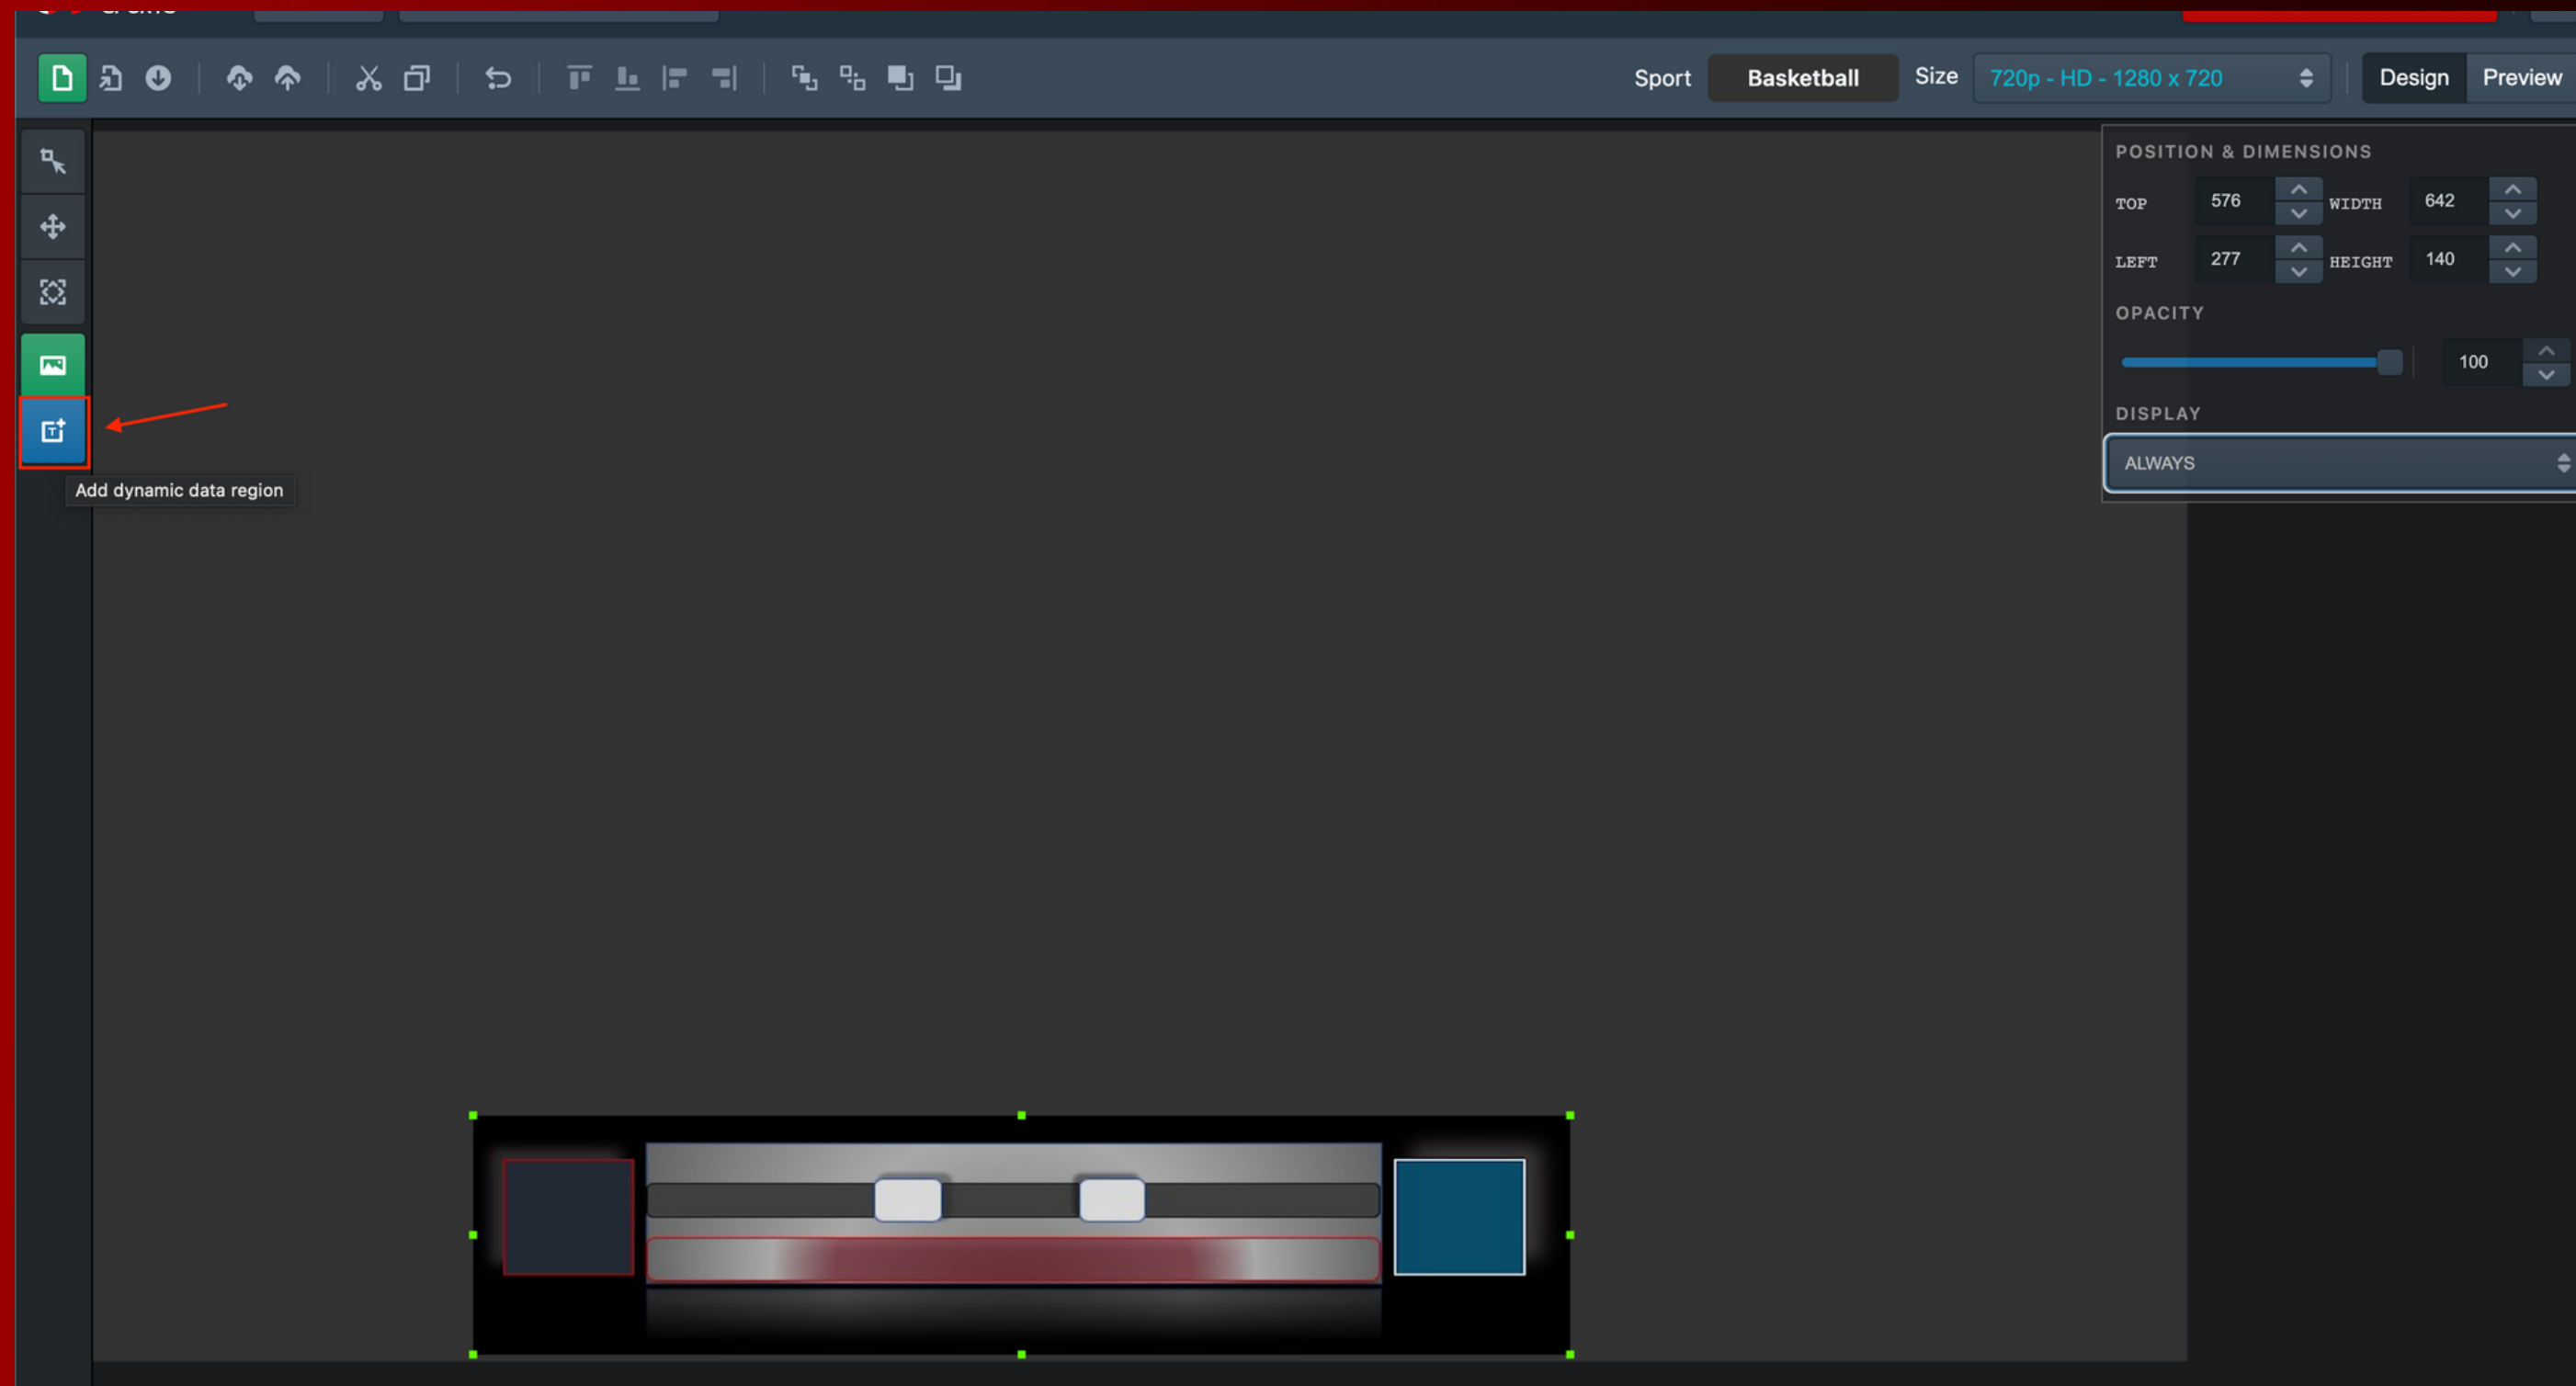 Sport Basketball Size 720p - HD - 1280 x 720 Design Preview
POSITION & DIMENSIONS
TOP 576 WIDTH 642
LEFT 277 HEIGHT 140
OPACITY
100
DISPLAY
ALWAYS
Add dynamic data region